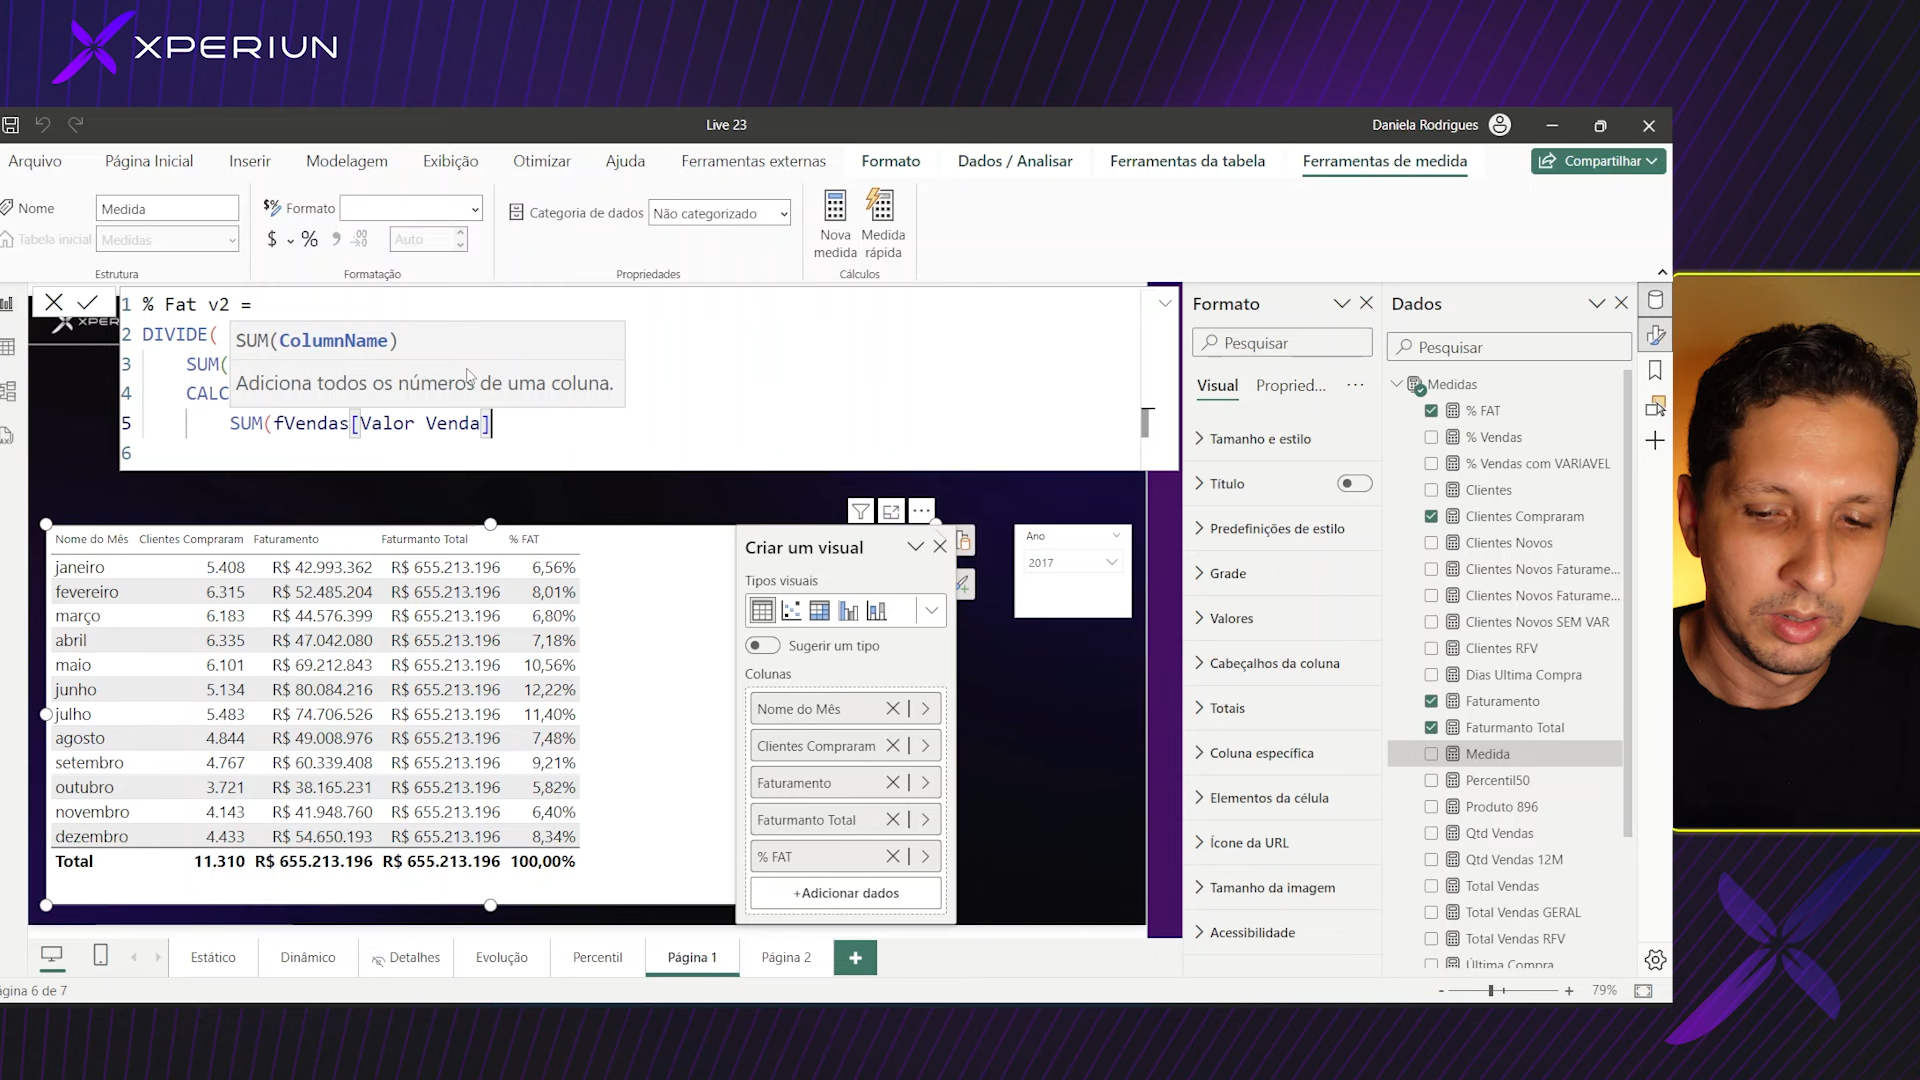 XPERIUN
Live 23
Daniela Rodrigues
Arquivo Página Inicial Inserir Modelagem Exibição Otimizar Ajuda Ferramentas externas Formato Dados / Analisar Ferramentas da tabela Ferramentas de medida Compartilhar
Nome Medida
Formato
Categoria de dados Não categorizado
Tabela inicial Medidas
$ % Auto
Nova medida
Medida rápida
Estrutura Formatação Propriedades Cálculos
1 % Fat v2 =
2 DIVIDE(
3 SUM(
4 CALC
5 SUM(fVendas[Valor Venda]
6
SUM(ColumnName)
Adiciona todos os números de uma coluna.
XPER
Nome do Mês Clientes Compraram Faturamento Faturmanto Total % FAT
janeiro 5.408 R$ 42.993.362 R$ 655.213.196 6,56%
fevereiro 6.315 R$ 52.485.204 R$ 655.213.196 8,01%
março 6.183 R$ 44.576.399 R$ 655.213.196 6,80%
abril 6.335 R$ 47.042.080 R$ 655.213.196 7,18%
maio 6.101 R$ 69.212.843 R$ 655.213.196 10,56%
junho 5.134 R$ 80.084.216 R$ 655.213.196 12,22%
julho 5.483 R$ 74.706.526 R$ 655.213.196 11,40%
agosto 4.844 R$ 49.008.976 R$ 655.213.196 7,48%
setembro 4.767 R$ 60.339.408 R$ 655.213.196 9,21%
outubro 3.721 R$ 38.165.231 R$ 655.213.196 5,82%
novembro 4.143 R$ 41.948.760 R$ 655.213.196 6,40%
dezembro 4.433 R$ 54.650.193 R$ 655.213.196 8,34%
Total 11.310 R$ 655.213.196 R$ 655.213.196 100,00%
Criar um visual
Tipos visuais
Sugerir um tipo
Colunas
Nome do Mês
Clientes Compraram
Faturamento
Faturmanto Total
% FAT
+Adicionar dados
Ano
2017
Formato
Pesquisar
Visual Propried... ...
Tamanho e estilo
Título
Predefinições de estilo
Grade
Valores
Cabeçalhos da coluna
Totais
Coluna específica
Elementos da célula
Ícone da URL
Tamanho da imagem
Acessibilidade
Dados
Pesquisar
Medidas
% FAT
% Vendas
% Vendas com VARIAVEL
Clientes
Clientes Compraram
Clientes Novos
Clientes Novos Faturame...
Clientes Novos Faturame...
Clientes Novos SEM VAR
Clientes RFV
Dias Ultima Compra
Faturamento
Faturmanto Total
Medida
Percentil50
Produto 896
Qtd Vendas
Qtd Vendas 12M
Total Vendas
Total Vendas GERAL
Total Vendas RFV
Última Compra
Estático Dinâmico Detalhes Evolução Percentil Página 1 Página 2 +
ágina 6 de 7
- + 79%